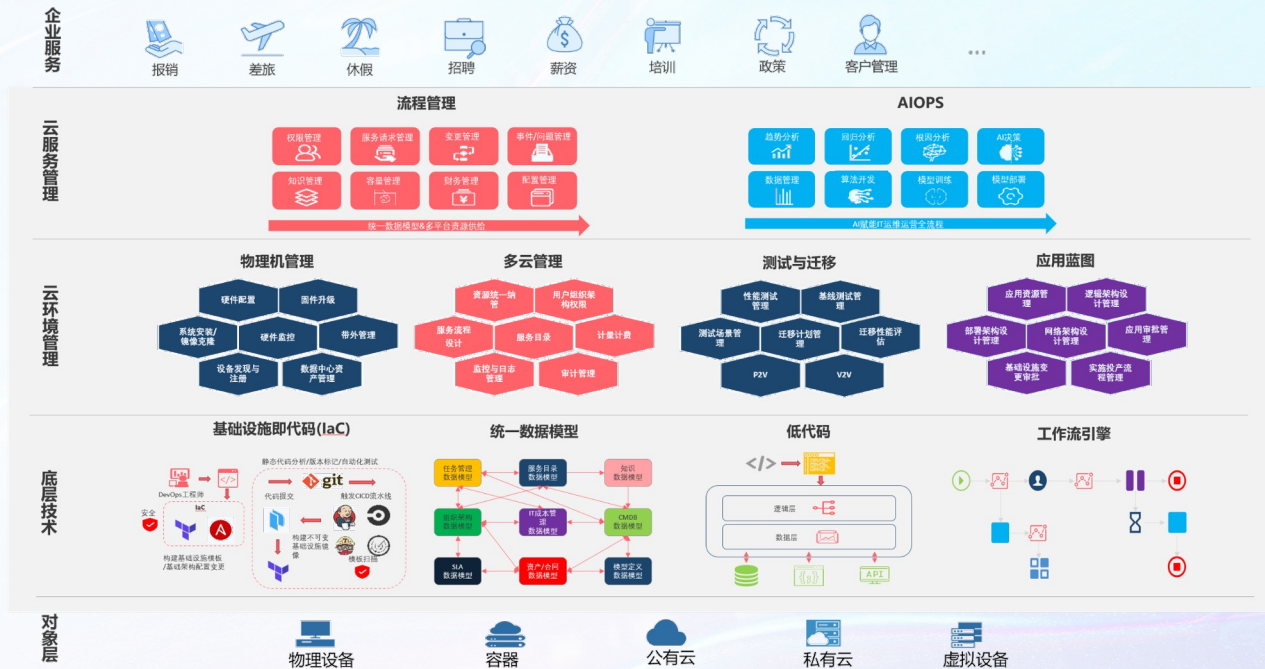 企业服务
报销
差旅
休假
招聘
薪资
培训
政策
客户管理
...
云服务管理
流程管理
权限管理
服务请求管理
变更管理
事件/问题管理
知识管理
容量管理
财务管理
配置管理
统一数据模型&多平台资源供给
AIOPS
趋势分析
回归分析
根因分析
AI决策
数据管理
算法开发
模型训练
模型部署
AI赋能IT运维运营全流程
云环境管理
物理机管理
硬件配置
固件升级
系统安装/
镜像克隆
硬件监控
带外管理
设备发现与
注册
数据中心资
产管理
多云管理
资源统一纳
管
用户组织架
构权限
服务流程
设计
服务目录
计量计费
监控与日志
管理
审计管理
测试与迁移
性能测试
管理
基线测试管
理
测试场景管
理
迁移计划管
理
迁移性能评
估
P2V
V2V
应用蓝图
应用资源管
理
逻辑架构设
计管理
部署架构设
计管理
网络架构设
计管理
应用审批管
理
基础设施变
更审批
实施投产流
程管理
底层技术
基础设施即代码(IaC)
静态代码分析/版本标记/自动化测试
DevOps工程师
代码提交
git
触发CICD流水线
安全
IaC
构建不可变
基础设施镜
像
模板扫描
构建基础设施模板
/基础架构配置变更
统一数据模型
任务管理
数据模型
服务目录
数据模型
知识
数据模型
组织架构
数据模型
IT成本管
理
数据模型
CMDB
数据模型
SLA
数据模型
资产/合同
数据模型
模型定义
数据模型
低代码
</>
逻辑层
数据层
{;}
API
工作流引擎
对象层
物理设备
容器
公有云
私有云
虚拟设备